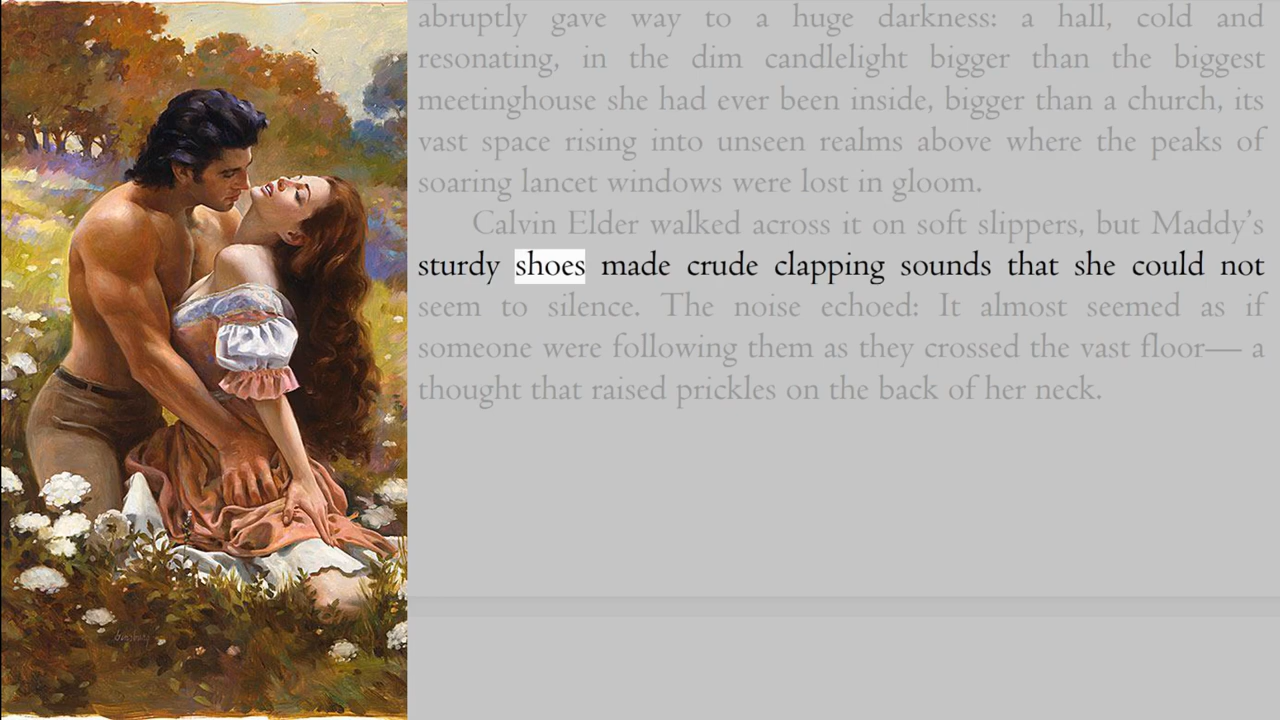 abruptly gave way to a huge darkness: a hall, cold and
resonating, in the dim candlelight bigger than the biggest
meetinghouse she had ever been inside, bigger than a church, its
vast space rising into unseen realms above where the peaks of
soaring lancet windows were lost in gloom.
Calvin Elder walked across it on soft slippers, but Maddy’s
sturdy shoes made crude clapping sounds that she could not
seem to silence. The noise echoed: It almost seemed as if
someone were following them as they crossed the vast floor— a
thought that raised prickles on the back of her neck.